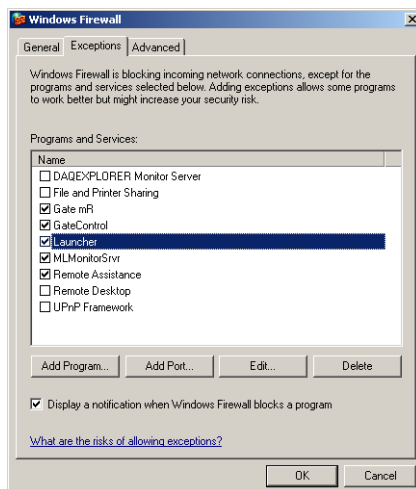 Windows Firewall
General Exceptions Advanced
Windows Firewall is blocking incoming network connections, except for the
programs and services selected below. Adding exceptions allows some programs
to work better but might increase your security risk.
Programs and Services:
Name
DAQEXPLORER Monitor Server
File and Printer Sharing
Gate mR
GateControl
Launcher
MLMonitorSrvr
Remote Assistance
Remote Desktop
UPnP Framework
Add Program... Add Port... Edit... Delete
Display a notification when Windows Firewall blocks a program
What are the risks of allowing exceptions?
OK Cancel